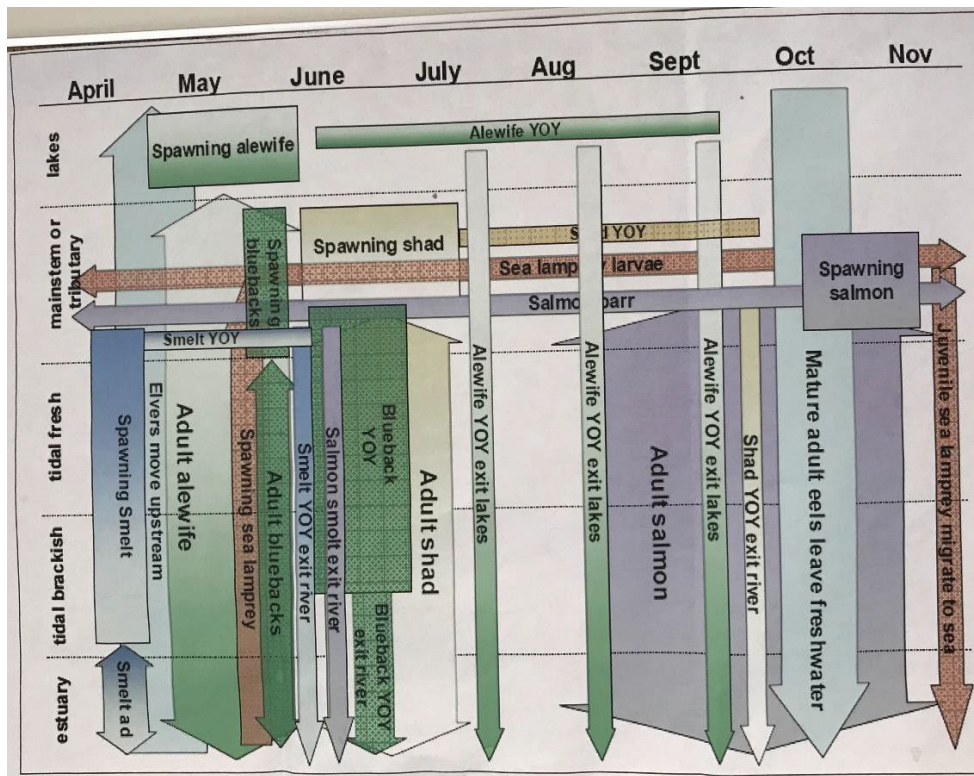 April May June July Aug Sept Oct Nov
lakes
Spawning alewife
Alewife YOY
mainstem or
tributary
Spawning
bluebacks
Spawning shad
YOY
Sea lamprey larvae
Salmon parr
Spawning
salmon
Smelt YOY
tidal fresh
tidal brackish
estuary
Spawning Smelt
Smelt ad
Elvers move upstream
Adult alewife
Spawning sea lamprey
Adult bluebacks
Smelt YOY exit river
Salmon smolt exit river
Blueback
YOY
Blueback YOY
exit river
Adult shad
Alewife YOY exit lakes
Alewife YOY exit lakes
Adult salmon
Alewife YOY exit lakes
Shad YOY exit river
Mature adult eels leave freshwater
Juvenile sea lamprey migrate to sea